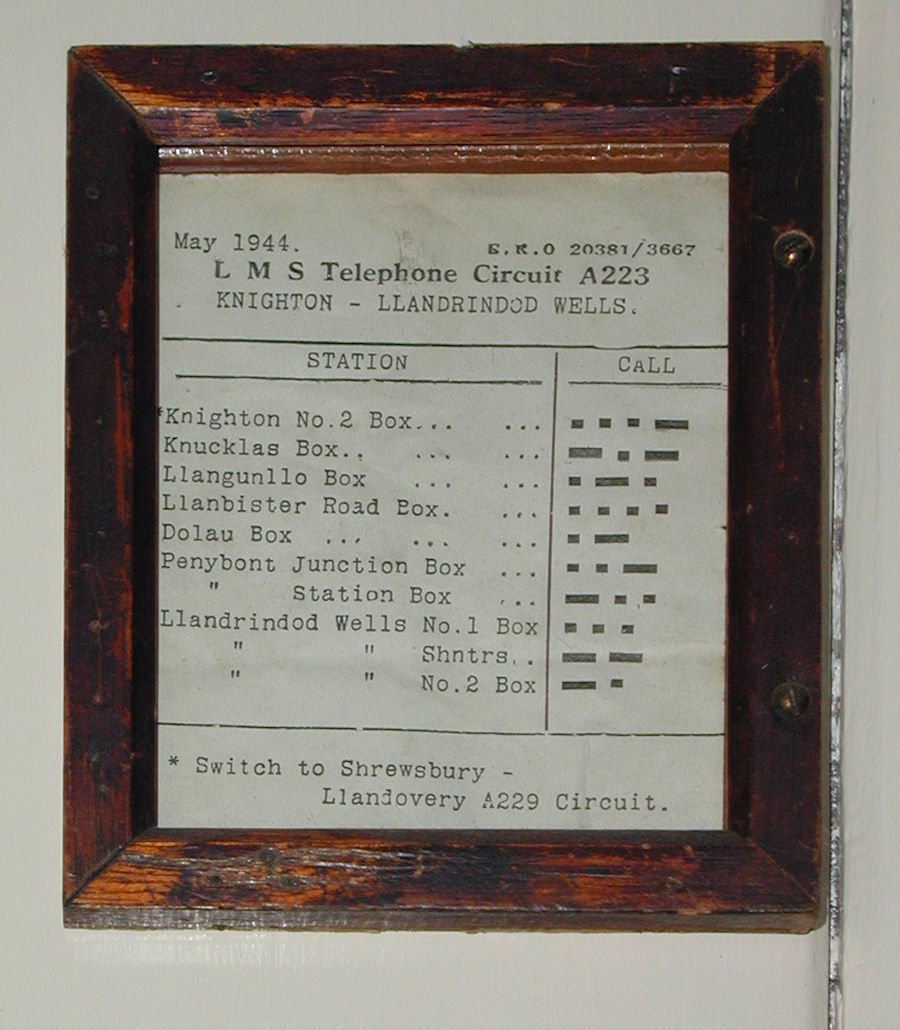 May 1944. E.R.O 20381/3667
L M S Telephone Circuit A223
KNIGHTON - LLANDRINDOD WELLS.
STATION CALL
*Knighton No.2 Box... ... ▪ ▪ ▪ ▬
Knucklas Box.. ... ... ▬ ▪ ▬
Llangunllo Box ... ... ▪ ▬ ▪
Llanbister Road Box. ... ▪ ▪ ▪ ▪
Dolau Box ... ... ... ▪ ▬
Penybont Junction Box ... ▪ ▪ ▬
" Station Box ... ▬ ▪ ▪
Llandrindod Wells No.1 Box ▪ ▪ ▪
" " Shntrs.. ▬ ▬
" " No.2 Box ▬ ▪
* Switch to Shrewsbury -
Llandovery A229 Circuit.